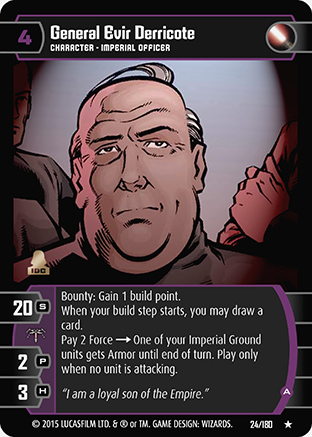 4
General Evir Derricote
CHARACTER - IMPERIAL OFFICER
IDC
20 S
2 P
3 H
Bounty: Gain 1 build point.
When your build step starts, you may draw a
card.
Pay 2 Force → One of your Imperial Ground
units gets Armor until end of turn. Play only
when no unit is attacking.
"I am a loyal son of the Empire."
A
© 2015 LUCASFILM LTD. & ® or TM. GAME DESIGN: WIZARDS.
24/180 ★